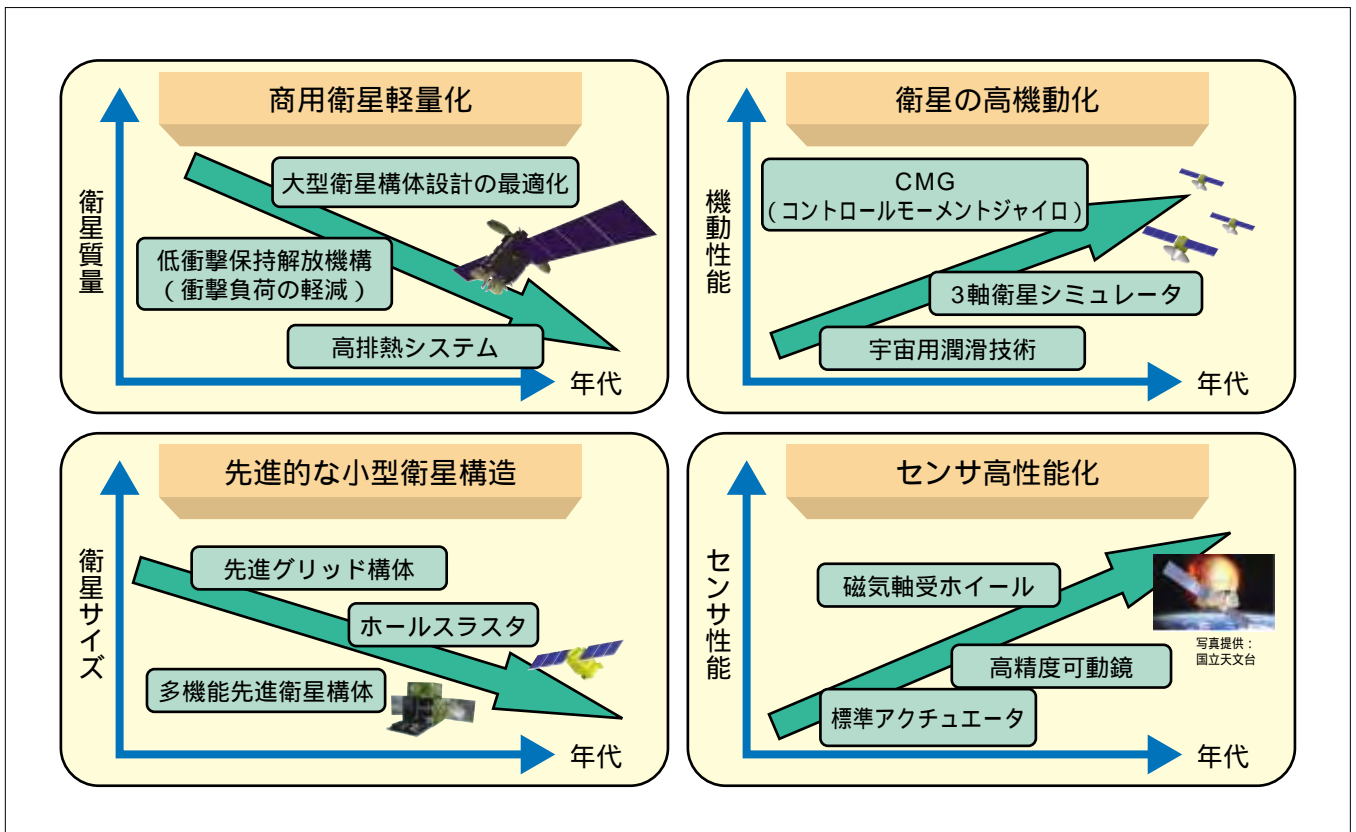 商用衛星軽量化
衛星質量
大型衛星構体設計の最適化
低衝撃保持解放機構
（衝撃負荷の軽減）
高排熱システム
年代
衛星の高機動化
機動性能
CMG
（コントロールモーメントジャイロ）
3軸衛星シミュレータ
宇宙用潤滑技術
年代
先進的な小型衛星構造
衛星サイズ
先進グリッド構体
ホールスラスタ
多機能先進衛星構体
年代
センサ高性能化
センサ性能
磁気軸受ホイール
写真提供：
国立天文台
高精度可動鏡
標準アクチュエータ
年代